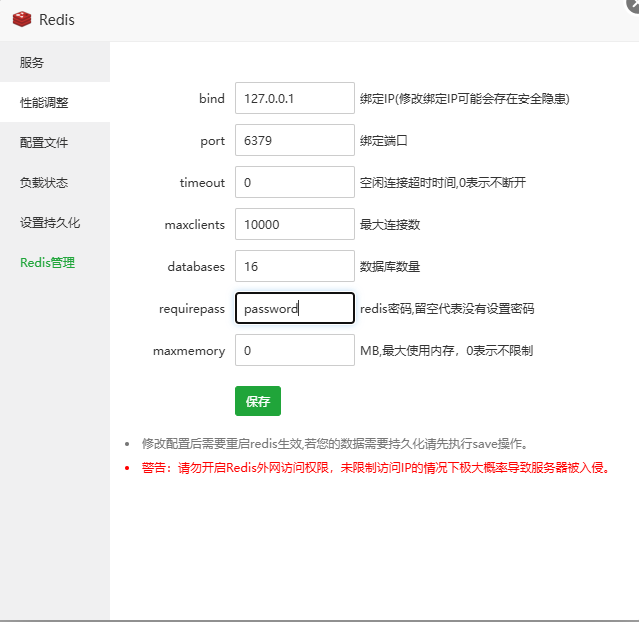 Redis
服务
性能调整
配置文件
负载状态
设置持久化
Redis管理
bind 127.0.0.1 绑定IP(修改绑定IP可能会存在安全隐患)
port 6379 绑定端口
timeout 0 空闲连接超时时间,0表示不断开
maxclients 10000 最大连接数
databases 16 数据库数量
requirepass password redis密码,留空代表没有设置密码
maxmemory 0 MB,最大使用内存，0表示不限制
保存
修改配置后需要重启redis生效,若您的数据需要持久化请先执行save操作。
警告：请勿开启Redis外网访问权限，未限制访问IP的情况下极大概率导致服务器被入侵。